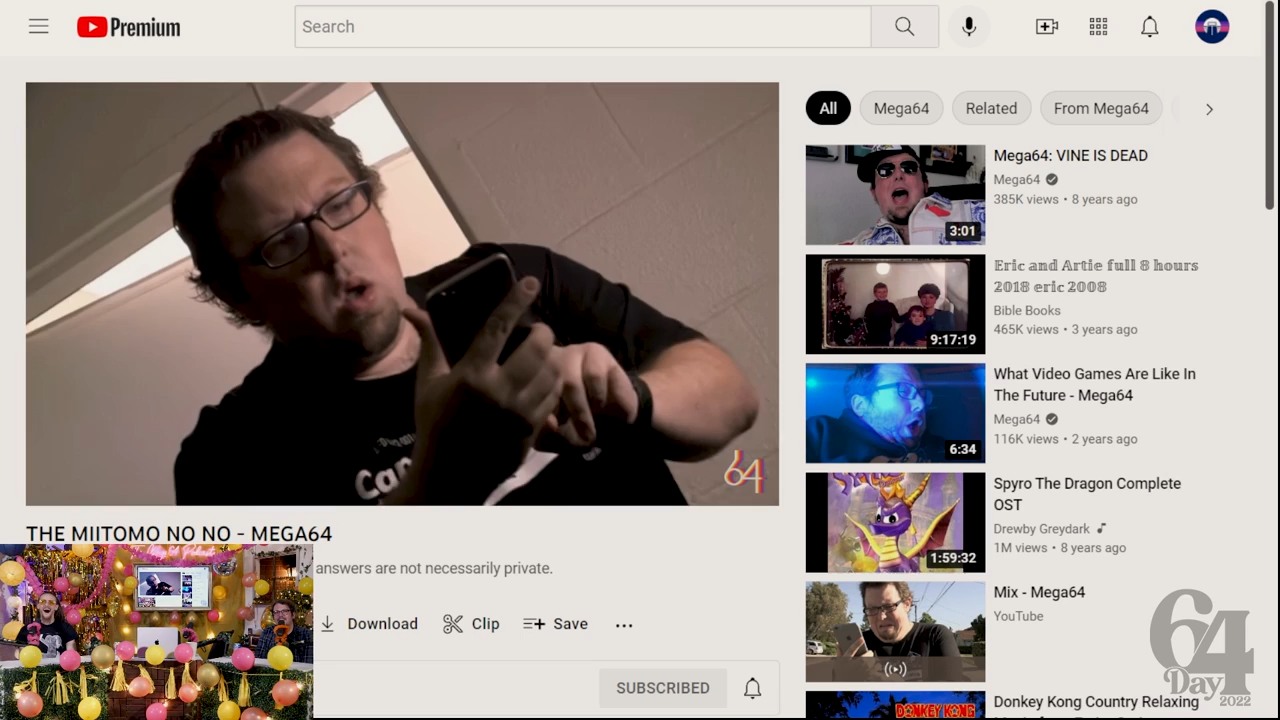 Premium
Search
All
Mega64
Related
From Mega64
Mega64: VINE IS DEAD
Mega64
385K views • 8 years ago
3:01
𝔼𝕣𝕚𝕔 𝕒𝕟𝕕 𝔸𝕣𝕥𝕚𝕖 𝕗𝕦𝕝𝕝 𝟠 𝕙𝕠𝕦𝕣𝕤
𝟚𝟘𝟙𝟠 𝕖𝕣𝕚𝕔 𝟚𝟘𝟘𝟠
Bible Books
465K views • 3 years ago
9:17:19
What Video Games Are Like In
The Future - Mega64
Mega64
116K views • 2 years ago
6:34
Spyro The Dragon Complete
OST
Drewby Greydark
1M views • 8 years ago
1:59:32
Mix - Mega64
YouTube
Donkey Kong Country Relaxing
DONKEY KONG
64
THE MIITOMO NO NO - MEGA64
answers are not necessarily private.
Download
Clip
Save
SUBSCRIBED
64
Day
2022